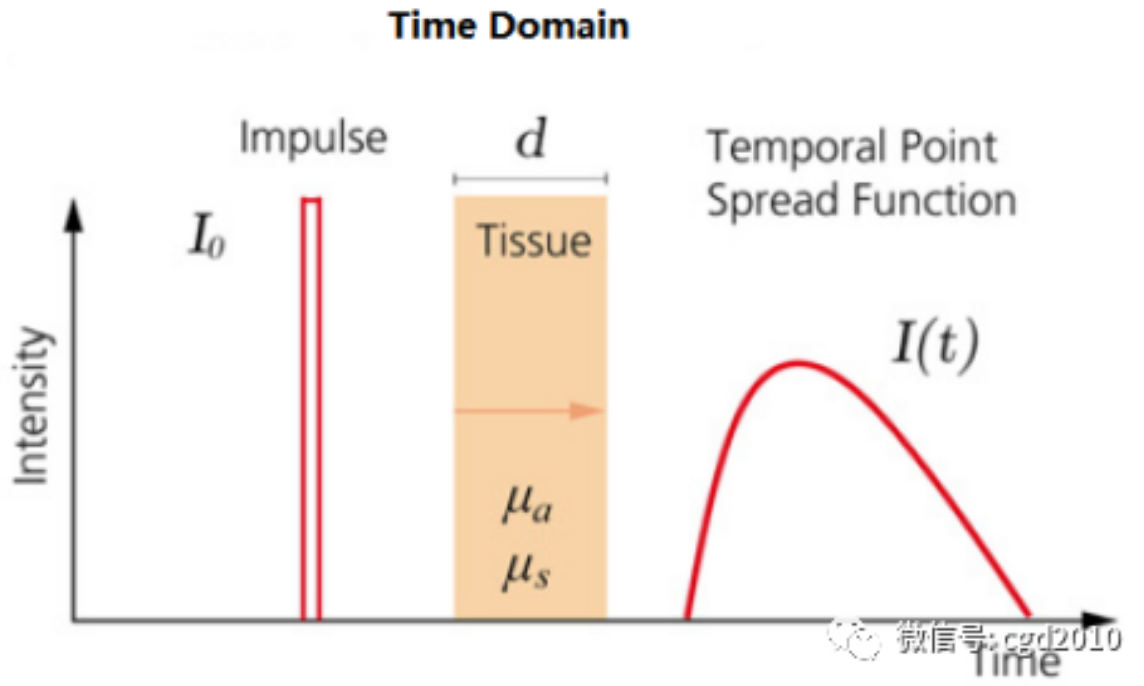 Time Domain
Impulse
d
Temporal Point
Spread Function
I₀
Tissue
I(t)
Intensity
μₐ
μₛ
微信号: cgd2010
Time